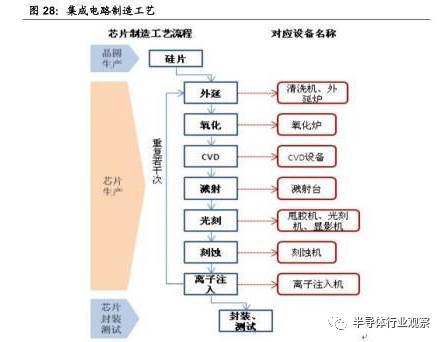 图 28：集成电路制造工艺
芯片制造工艺流程
对应设备名称
晶圆
生产
硅片
外延
清洗机、外
延炉
氧化
氧化炉
CVD
CVD设备
溅射
溅射台
光刻
甩胶机、光刻
机、显影机
刻蚀
刻蚀机
离子注
入
离子注入机
重复若干次
芯片
生产
芯片
封装
测试
封装、
测试
半导体行业观察